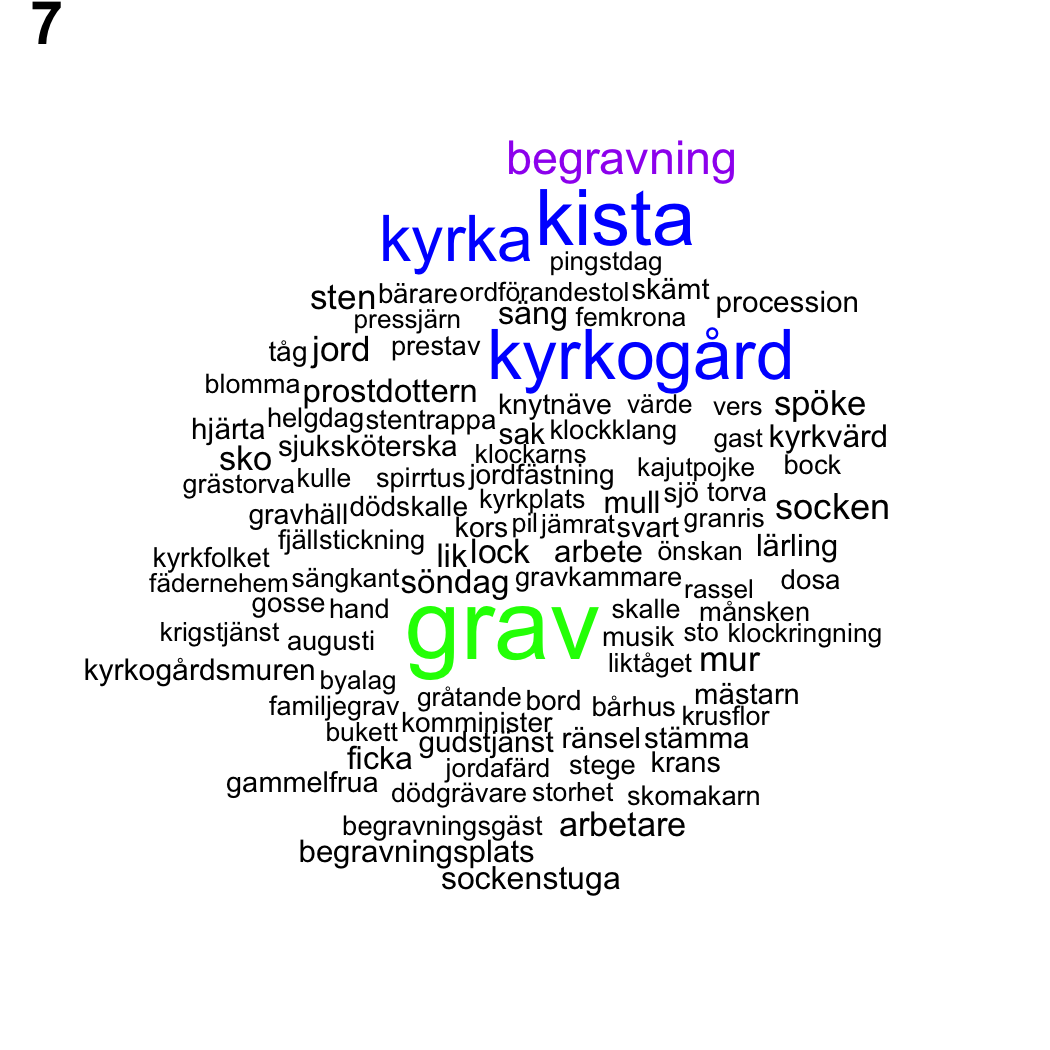 7
begravning
kyrka kista
pingstdag
sten bärare ordförandestol skämt procession
pressjärn säng femkrona
tåg jord prestav kyrkogård
blomma prostdottern
knytnäve värde vers spöke
hjärta helgdag stentrappa sak klockklang gast kyrkvärd
sko sjuksköterska klockarns
grästorva kulle spirrtus jordfästning kajutpojke bock
gravhäll dödskalle kyrkplats mull sjö torva socken
kors pil jämrat svart granris
kyrkfolket fjällstickning lik lock arbete önskan lärling
fädernehem sängkant söndag gravkammare rassel dosa
gosse hand grav skalle månsken
krigstjänst augusti musik sto klockringning
kyrkogårdsmuren byalag liktåget mur
familjegrav gråtande bord bårhus mästarn
bukett komminister krusflor
ficka gudstjänst ränsel stämma
gammelfrua jordafärd stege krans
dödgrävare storhet skomakarn
begravningsgäst arbetare
begravningsplats
sockenstuga